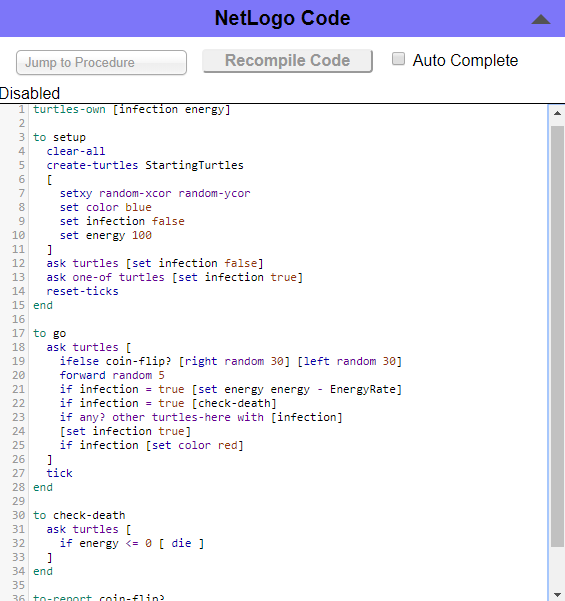 NetLogo Code
Jump to Procedure Recompile Code Auto Complete
Disabled
1 turtles-own [infection energy]
2
3 to setup
4 clear-all
5 create-turtles StartingTurtles
6 [
7 setxy random-xcor random-ycor
8 set color blue
9 set infection false
10 set energy 100
11 ]
12 ask turtles [set infection false]
13 ask one-of turtles [set infection true]
14 reset-ticks
15 end
16
17 to go
18 ask turtles [
19 ifelse coin-flip? [right random 30] [left random 30]
20 forward random 5
21 if infection = true [set energy energy - EnergyRate]
22 if infection = true [check-death]
23 if any? other turtles-here with [infection]
24 [set infection true]
25 if infection [set color red]
26 ]
27 tick
28 end
29
30 to check-death
31 ask turtles [
32 if energy <= 0 [ die ]
33 ]
34 end
35
36 to-report coin-flip?